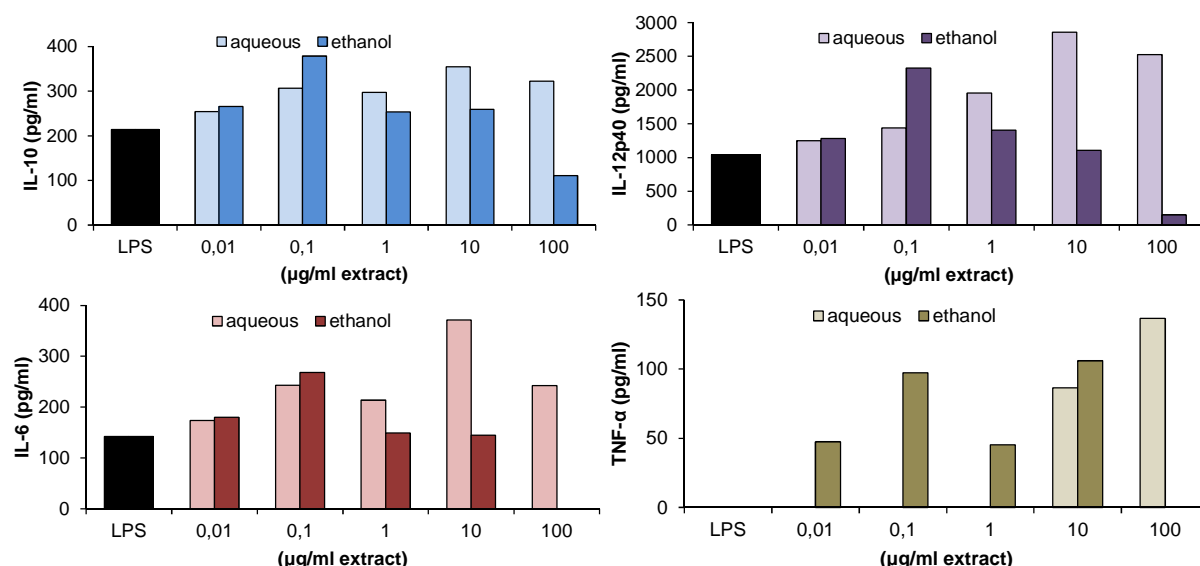 400
300
200
100
0
IL-10 (pg/ml)
aqueous ethanol
LPS 0,01 0,1 1 10 100
(µg/ml extract)
3000
2500
2000
1500
1000
500
0
IL-12p40 (pg/ml)
aqueous ethanol
LPS 0,01 0,1 1 10 100
(µg/ml extract)
400
300
200
100
0
IL-6 (pg/ml)
aqueous ethanol
LPS 0,01 0,1 1 10 100
(µg/ml extract)
150
100
50
0
TNF-α (pg/ml)
aqueous ethanol
LPS 0,01 0,1 1 10 100
(µg/ml extract)